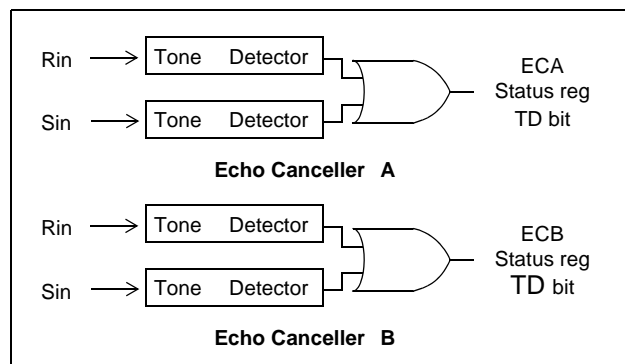 Rin
Tone Detector
Sin
Tone Detector
ECA
Status reg
TD bit
Echo Canceller A
Rin
Tone Detector
Sin
Tone Detector
ECB
Status reg
TD bit
Echo Canceller B